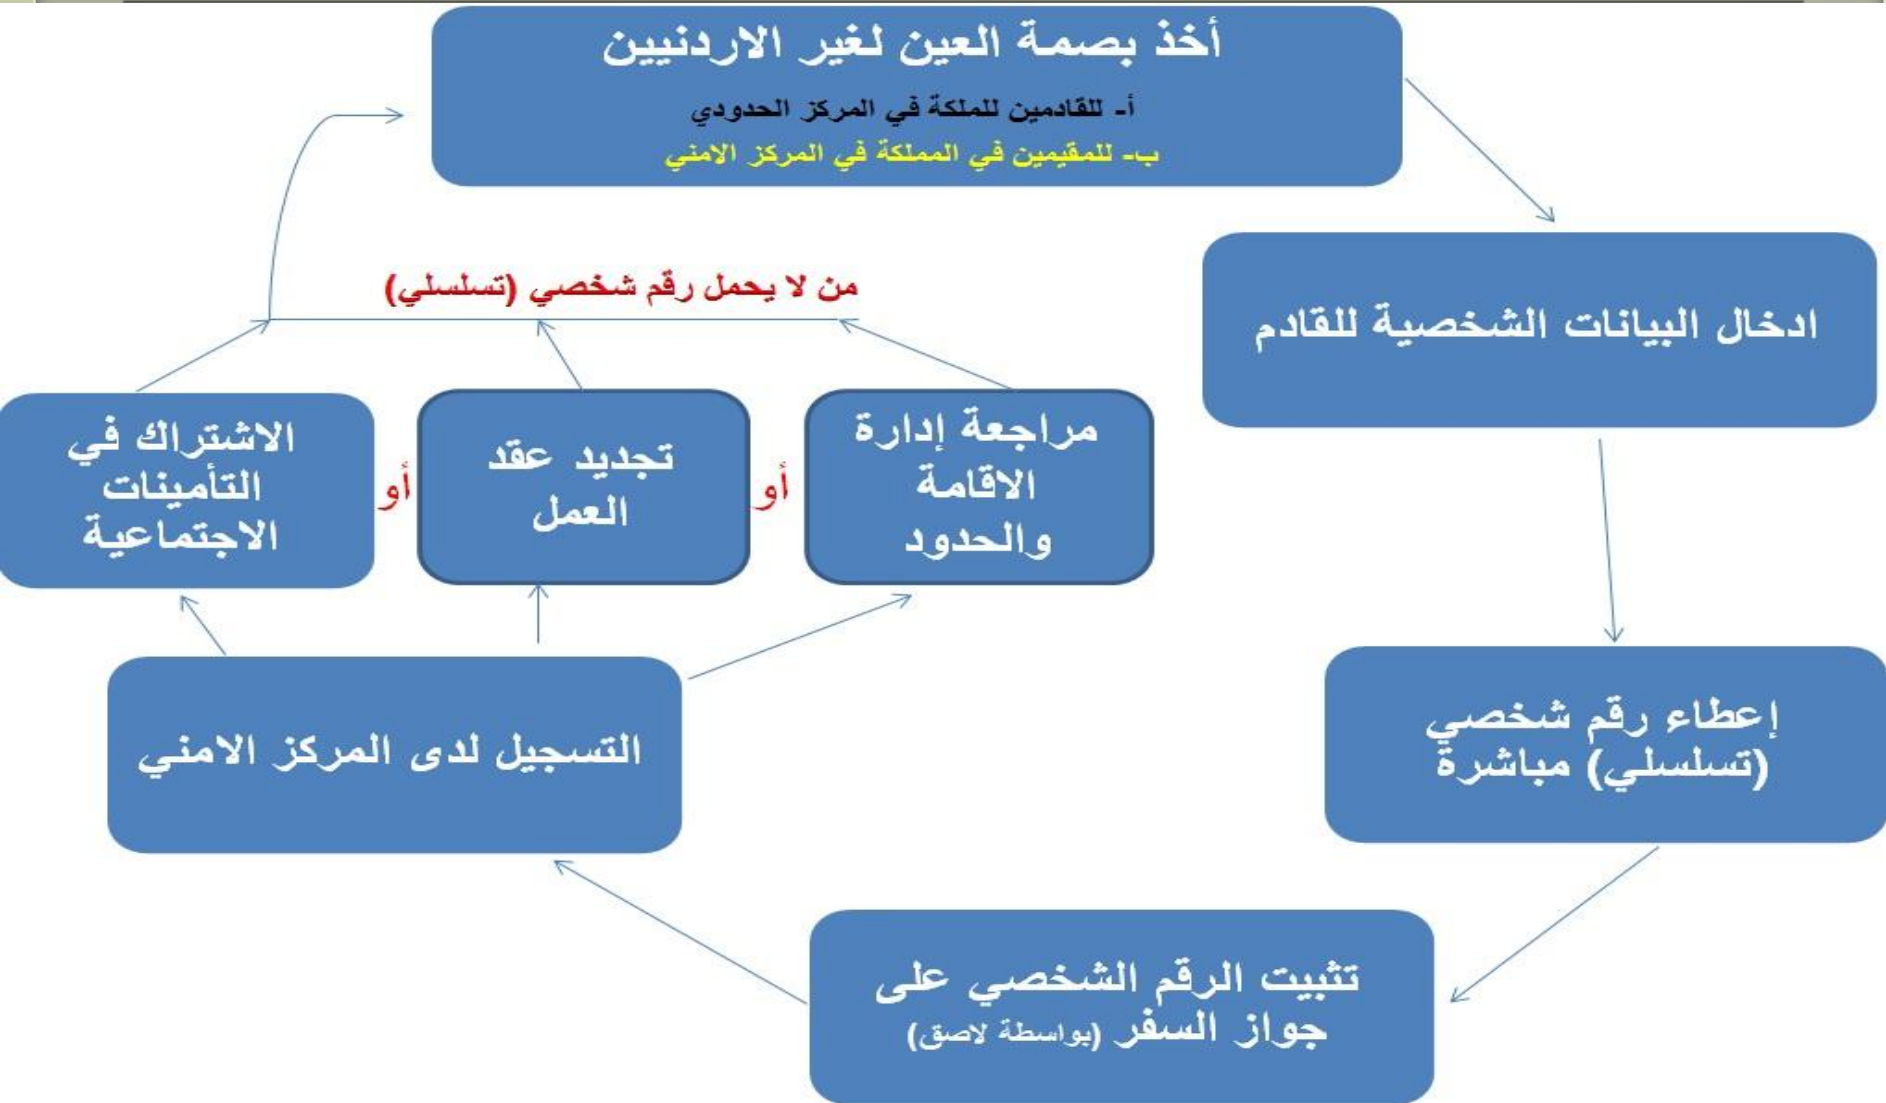 أخذ بصمة العين لغير الاردنيين
أ- للقادمين للملكة في المركز الحدودي
ب- للمقيمين في المملكة في المركز الامني
ادخال البيانات الشخصية للقادم
إعطاء رقم شخصي
(تسلسلي) مباشرة
تثبيت الرقم الشخصي على
جواز السفر (بواسطة لاصق)
التسجيل لدى المركز الامني
مراجعة إدارة
الاقامة
والحدود
أو
تجديد عقد
العمل
أو
الاشتراك في
التأمينات
الاجتماعية
من لا يحمل رقم شخصي (تسلسلي)